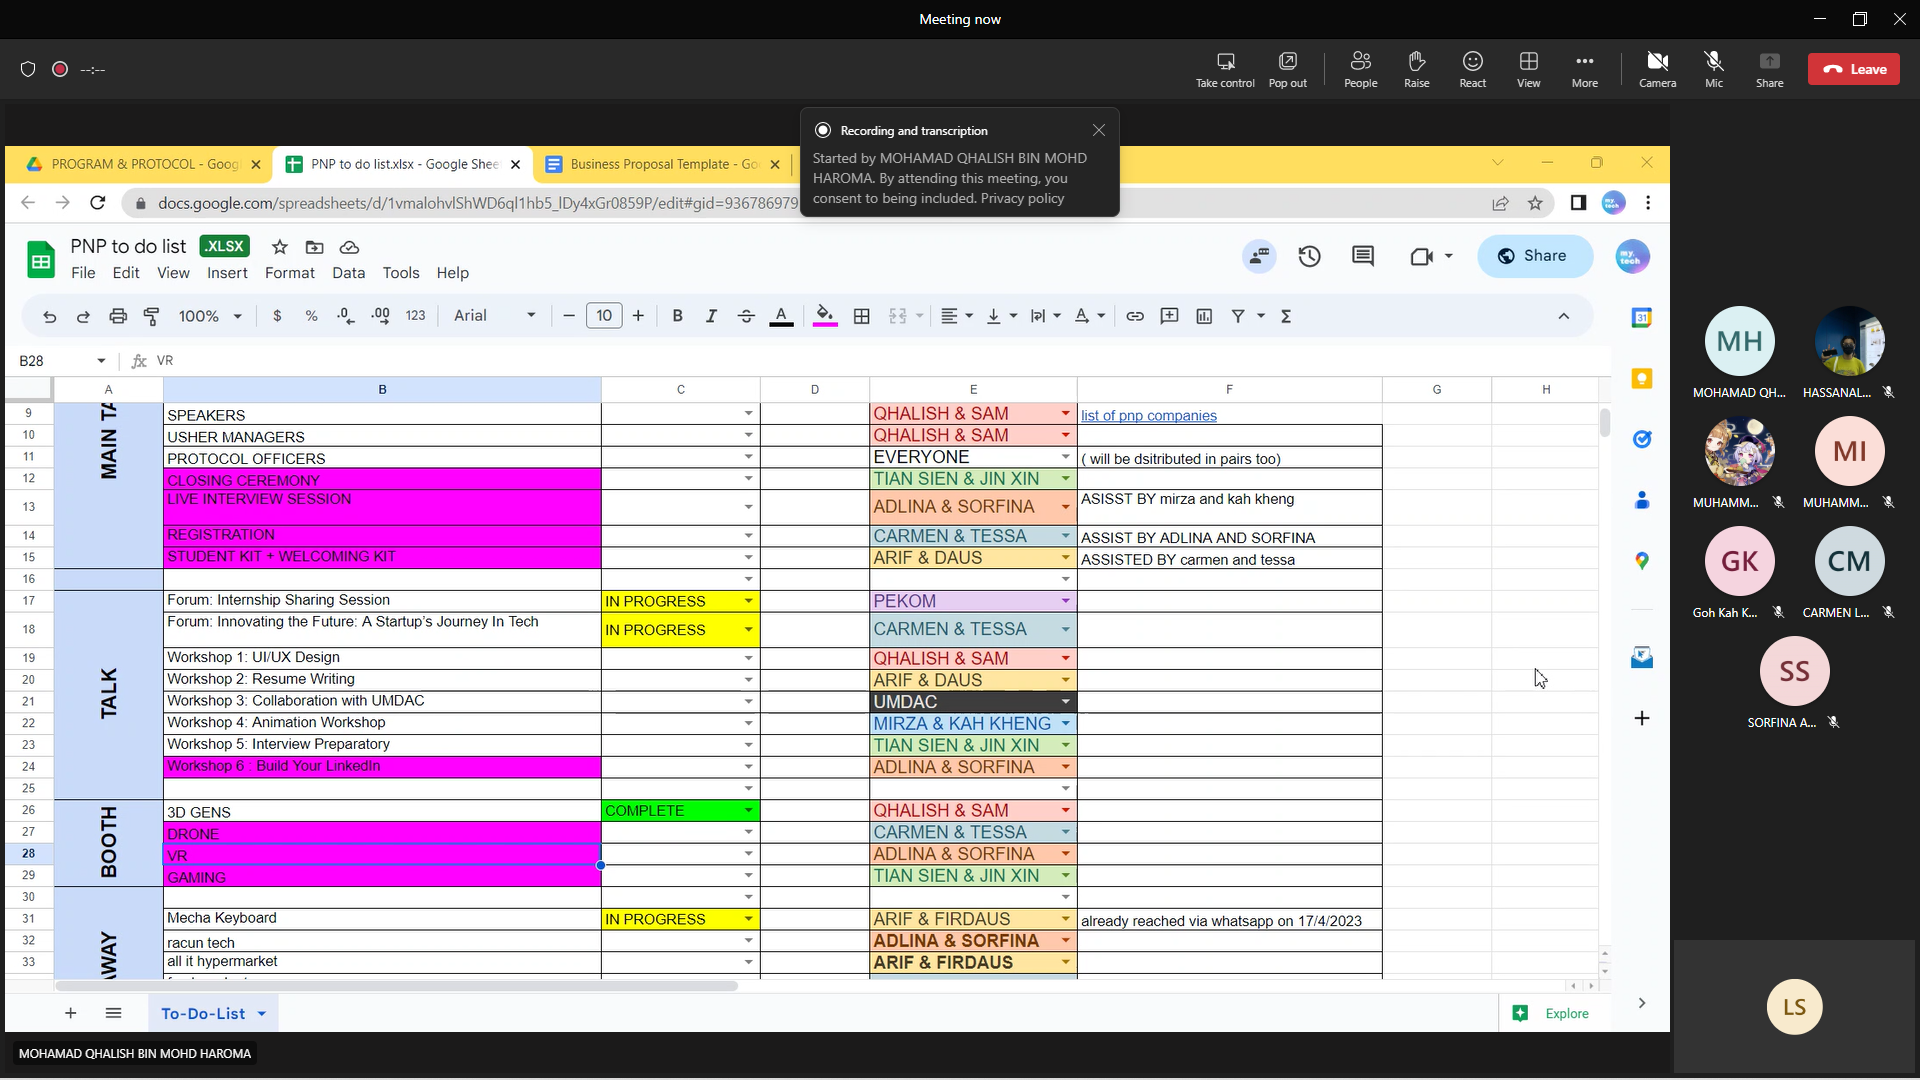 Meeting now
--:--
Take control
Pop out
People
Raise
React
View
More
Camera
Mic
Share
Leave
Recording and transcription
Started by MOHAMAD QHALISH BIN MOHD
HAROMA. By attending this meeting, you
consent to being included. Privacy policy
PROGRAM & PROTOCOL - Goog
PNP to do list.xlsx - Google Shee
Business Proposal Template - Go
docs.google.com/spreadsheets/d/1vmalohvlShWD6ql1hb5_lDy4xGr0859P/edit#gid=936786979
PNP to do list .XLSX
File Edit View Insert Format Data Tools Help
Share
my.tech
100% $ % .0 .00 123 Arial 10 B I A
B28 fx VR
A B C D E F G H
MAIN TA
9 SPEAKERS QHALISH & SAM list of pnp companies
10 USHER MANAGERS QHALISH & SAM
11 PROTOCOL OFFICERS EVERYONE ( will be dsitributed in pairs too)
12 CLOSING CEREMONY TIAN SIEN & JIN XIN
13 LIVE INTERVIEW SESSION ADLINA & SORFINA ASISST BY mirza and kah kheng
14 REGISTRATION CARMEN & TESSA ASSIST BY ADLINA AND SORFINA
15 STUDENT KIT + WELCOMING KIT ARIF & DAUS ASSISTED BY carmen and tessa
16
TALK
17 Forum: Internship Sharing Session IN PROGRESS PEKOM
18 Forum: Innovating the Future: A Startup's Journey In Tech IN PROGRESS CARMEN & TESSA
19 Workshop 1: UI/UX Design QHALISH & SAM
20 Workshop 2: Resume Writing ARIF & DAUS
21 Workshop 3: Collaboration with UMDAC UMDAC
22 Workshop 4: Animation Workshop MIRZA & KAH KHENG
23 Workshop 5: Interview Preparatory TIAN SIEN & JIN XIN
24 Workshop 6 : Build Your LinkedIn ADLINA & SORFINA
25
BOOTH
26 3D GENS COMPLETE QHALISH & SAM
27 DRONE CARMEN & TESSA
28 VR ADLINA & SORFINA
29 GAMING TIAN SIEN & JIN XIN
30
AWAY
31 Mecha Keyboard IN PROGRESS ARIF & FIRDAUS already reached via whatsapp on 17/4/2023
32 racun tech ADLINA & SORFINA
33 all it hypermarket ARIF & FIRDAUS
To-Do-List
Explore
31
MOHAMAD QHALISH BIN MOHD HAROMA
MH
MOHAMAD QH...
HASSANAL...
MUHAMM...
MI
MUHAMM...
GK
Goh Kah K...
CM
CARMEN L...
SS
SORFINA A...
LS